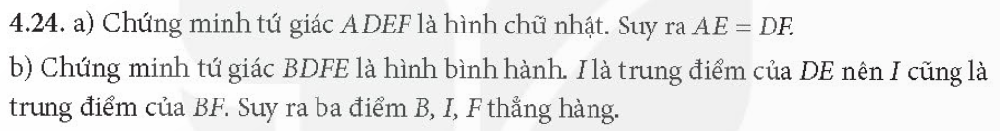 4.24. a) Chứng minh tứ giác ADEF là hình chữ nhật. Suy ra AE = DF.
b) Chứng minh tứ giác BDFE là hình bình hành. I là trung điểm của DE nên I cũng là
trung điểm của BF. Suy ra ba điểm B, I, F thẳng hàng.